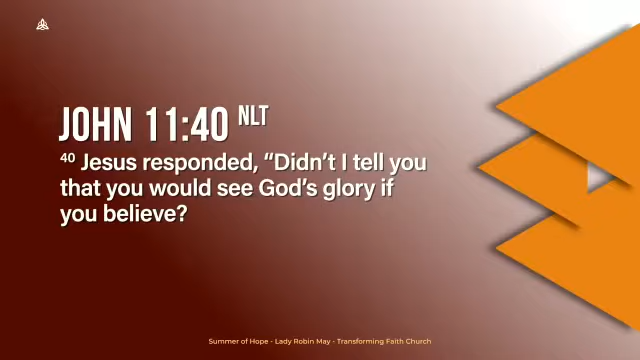 JOHN 11:40 NLT
40 Jesus responded, “Didn’t I tell you
that you would see God’s glory if
you believe?
Summer of Hope - Lady Robin May - Transforming Faith Church